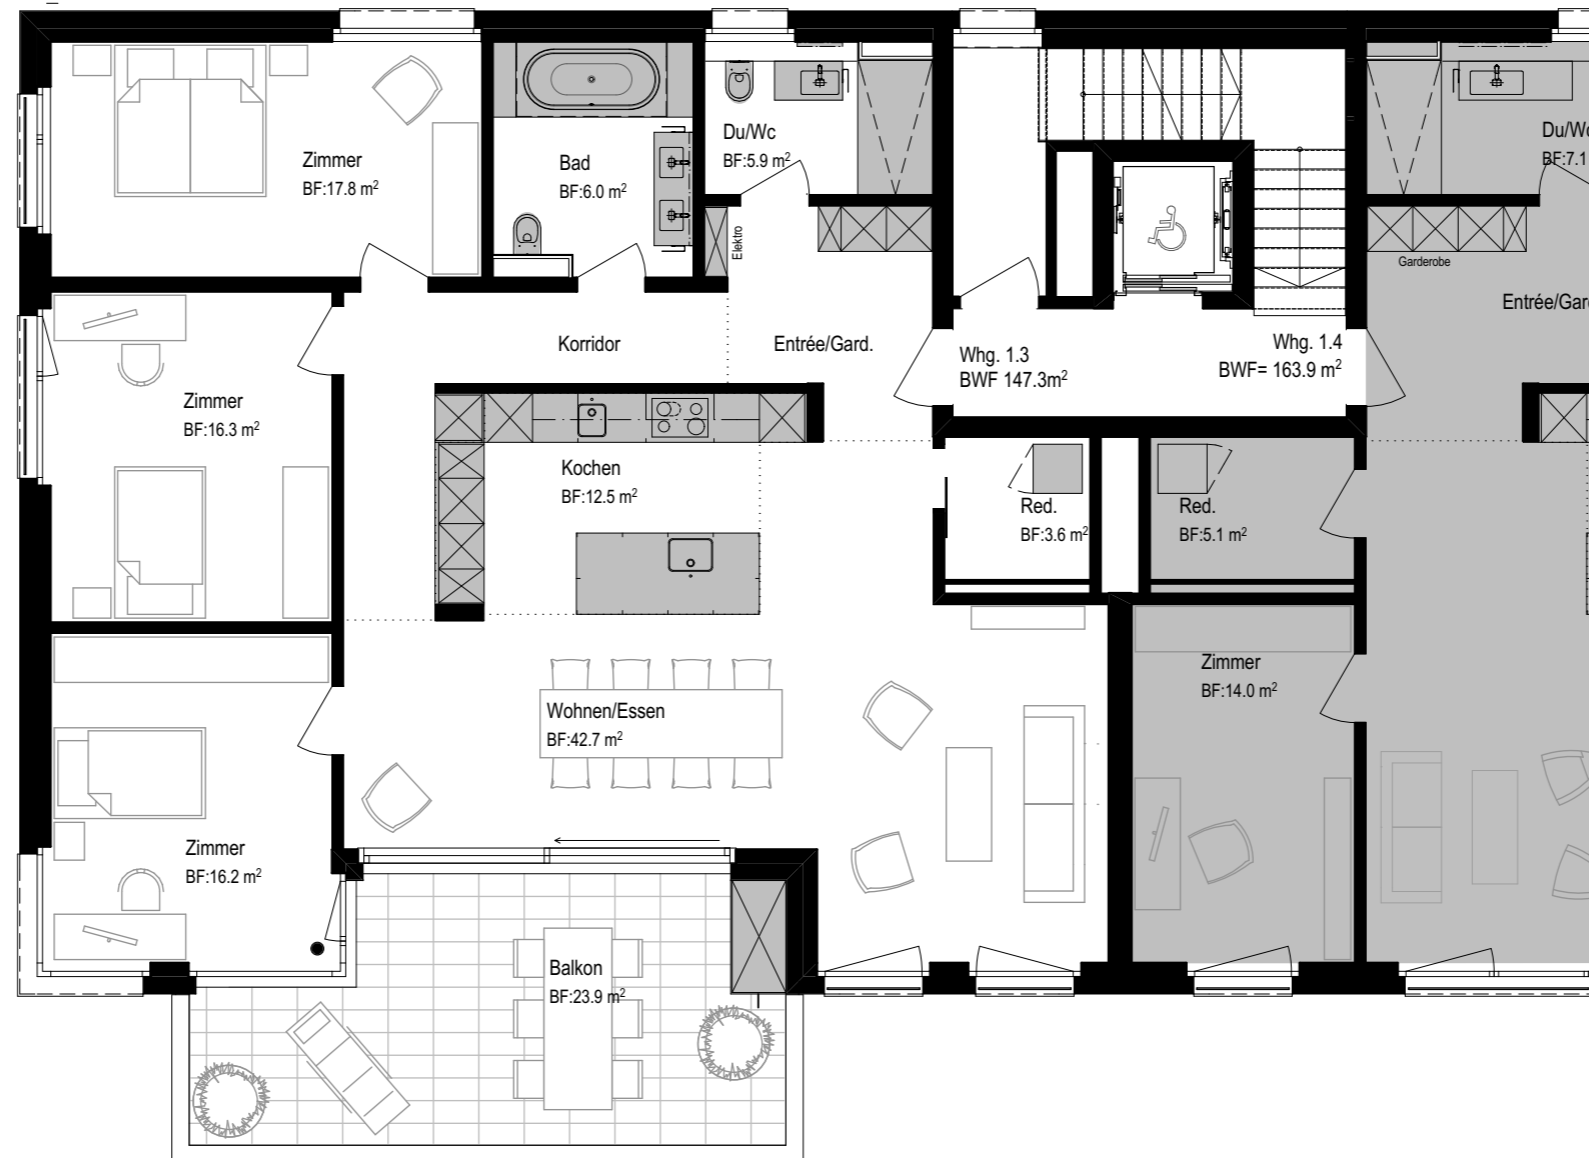 Zimmer
BF:17.8 m²
Bad
BF:6.0 m²
Du/Wc
BF:5.9 m²
Elektro
Du/Wc
BF:7.1
Garderobe
Entrée/Gard
Korridor
Entrée/Gard.
Whg. 1.3
BWF 147.3m²
Whg. 1.4
BWF= 163.9 m²
Zimmer
BF:16.3 m²
Kochen
BF:12.5 m²
Red.
BF:3.6 m²
Red.
BF:5.1 m²
Zimmer
BF:14.0 m²
Wohnen/Essen
BF:42.7 m²
Zimmer
BF:16.2 m²
Balkon
BF:23.9 m²